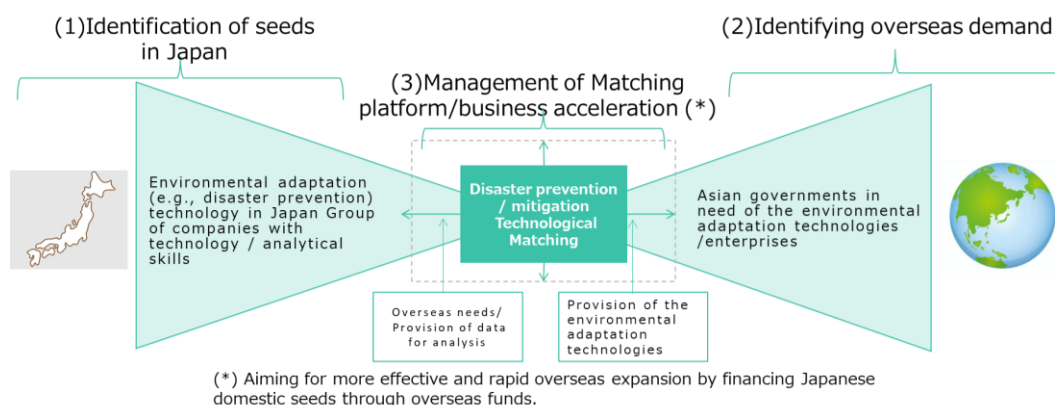 (1)Identification of seeds
in Japan
(2)Identifying overseas demand
(3)Management of Matching
platform/business acceleration (*)
Environmental adaptation
(e.g., disaster prevention)
technology in Japan Group
of companies with
technology / analytical
skills
Disaster prevention
/ mitigation
Technological
Matching
Asian governments in
need of the environmental
adaptation technologies
/enterprises
Overseas needs/
Provision of data
for analysis
Provision of the
environmental
adaptation
technologies
(*) Aiming for more effective and rapid overseas expansion by financing Japanese
domestic seeds through overseas funds.